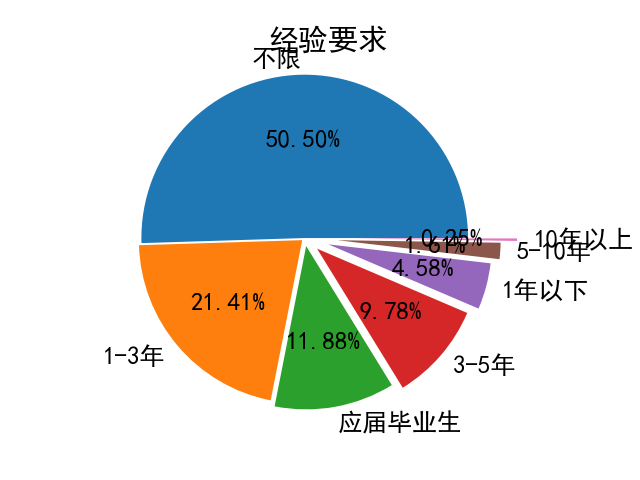 经验要求
不限
50.50%
0.25%
10年以上
1.61%
5-10年
4.58%
1年以下
21.41%
9.78%
11.88%
1-3年
3-5年
应届毕业生